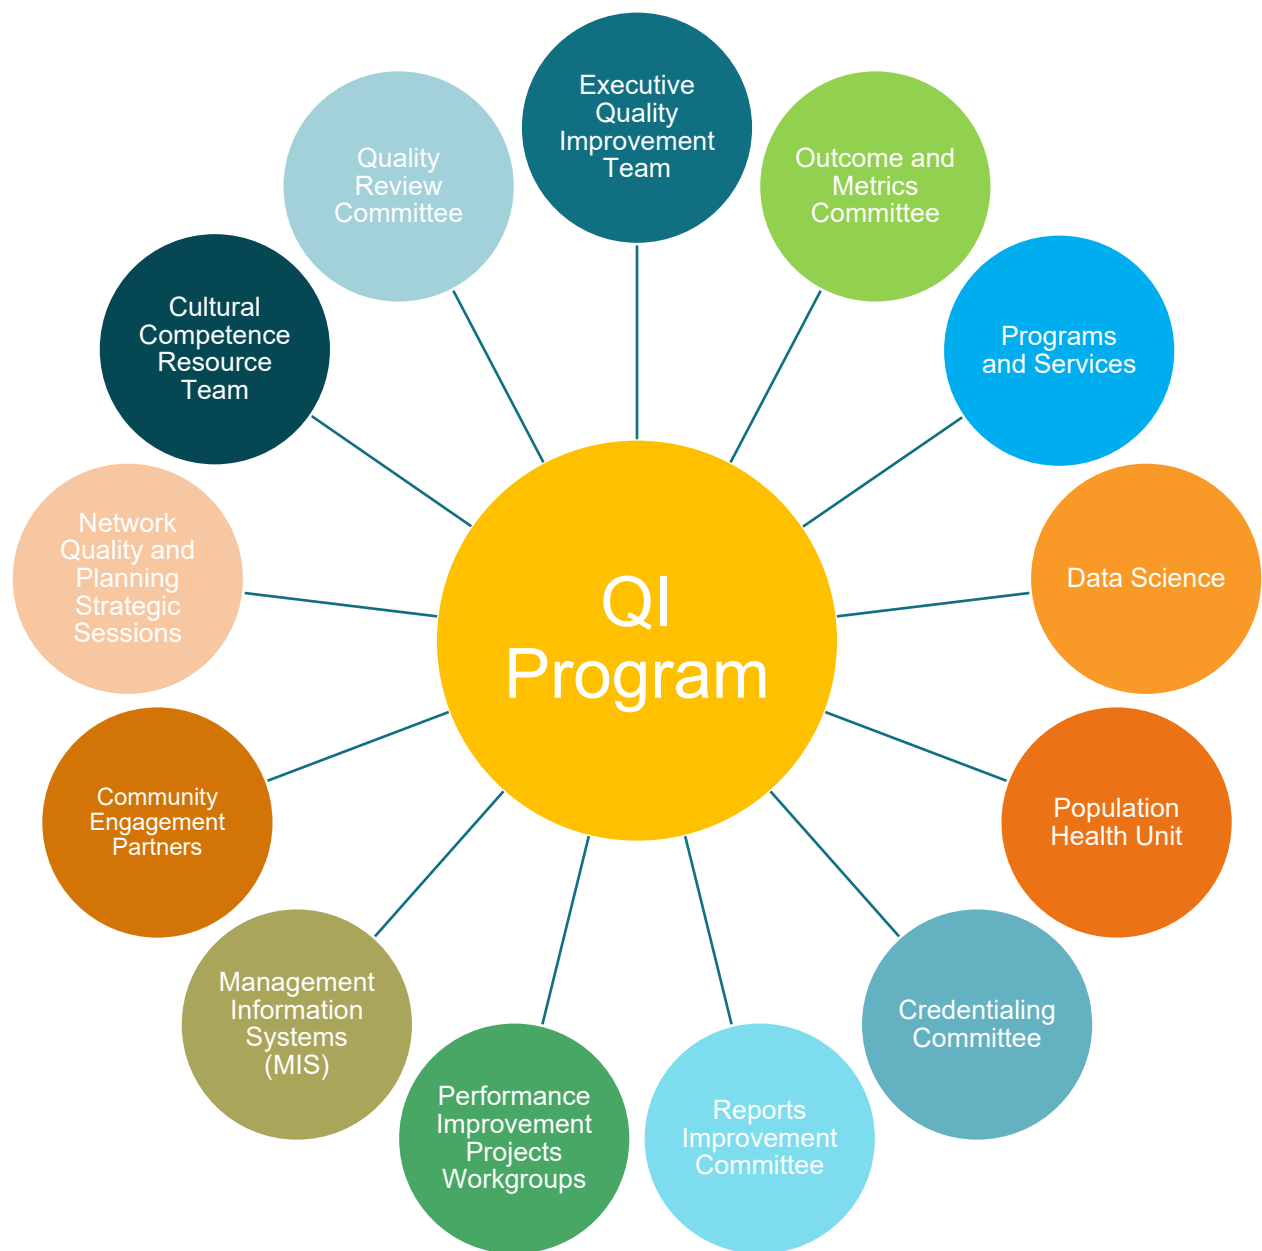 Executive
Quality
Improvement
Team
Outcome and
Metrics
Committee
Programs
and Services
Data Science
Population
Health Unit
Credentialing
Committee
Reports
Improvement
Committee
Performance
Improvement
Projects
Workgroups
Management
Information
Systems
(MIS)
Community
Engagement
Partners
Network
Quality and
Planning
Strategic
Sessions
Cultural
Competence
Resource
Team
Quality
Review
Committee
QI
Program